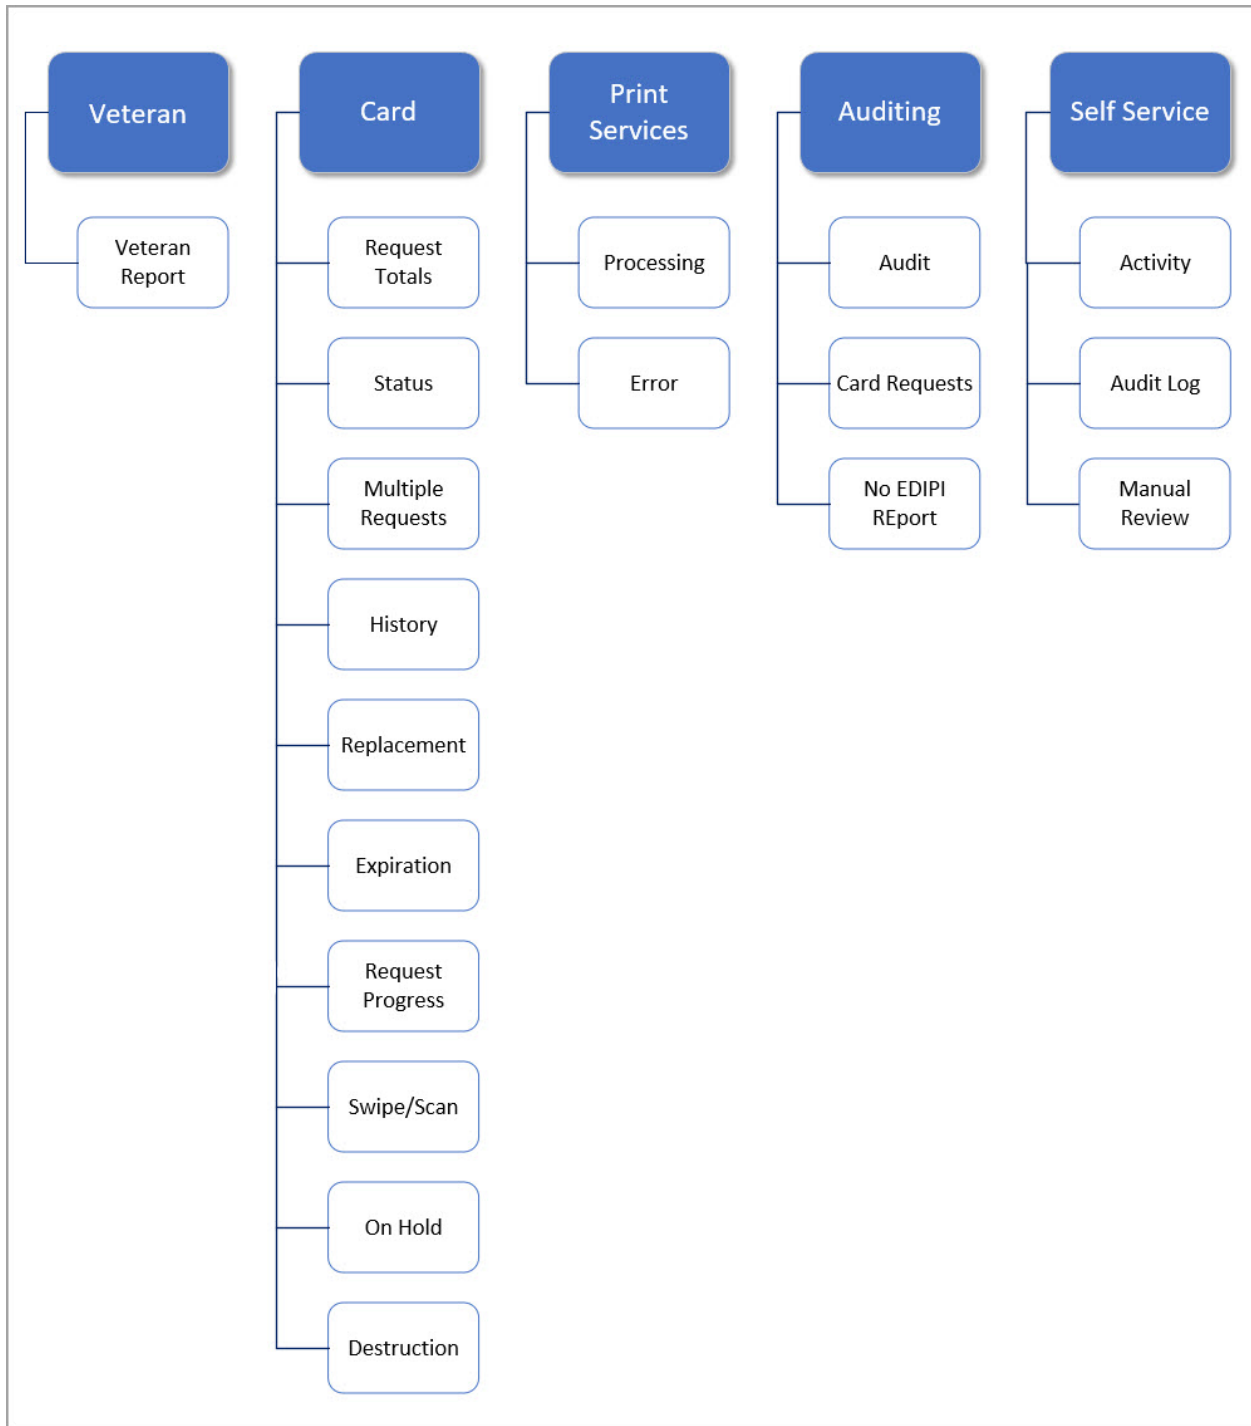 Veteran
Veteran
Report
Card
Request
Totals
Status
Multiple
Requests
History
Replacement
Expiration
Request
Progress
Swipe/Scan
On Hold
Destruction
Print
Services
Processing
Error
Auditing
Audit
Card Requests
No EDIPI
REport
Self Service
Activity
Audit Log
Manual
Review